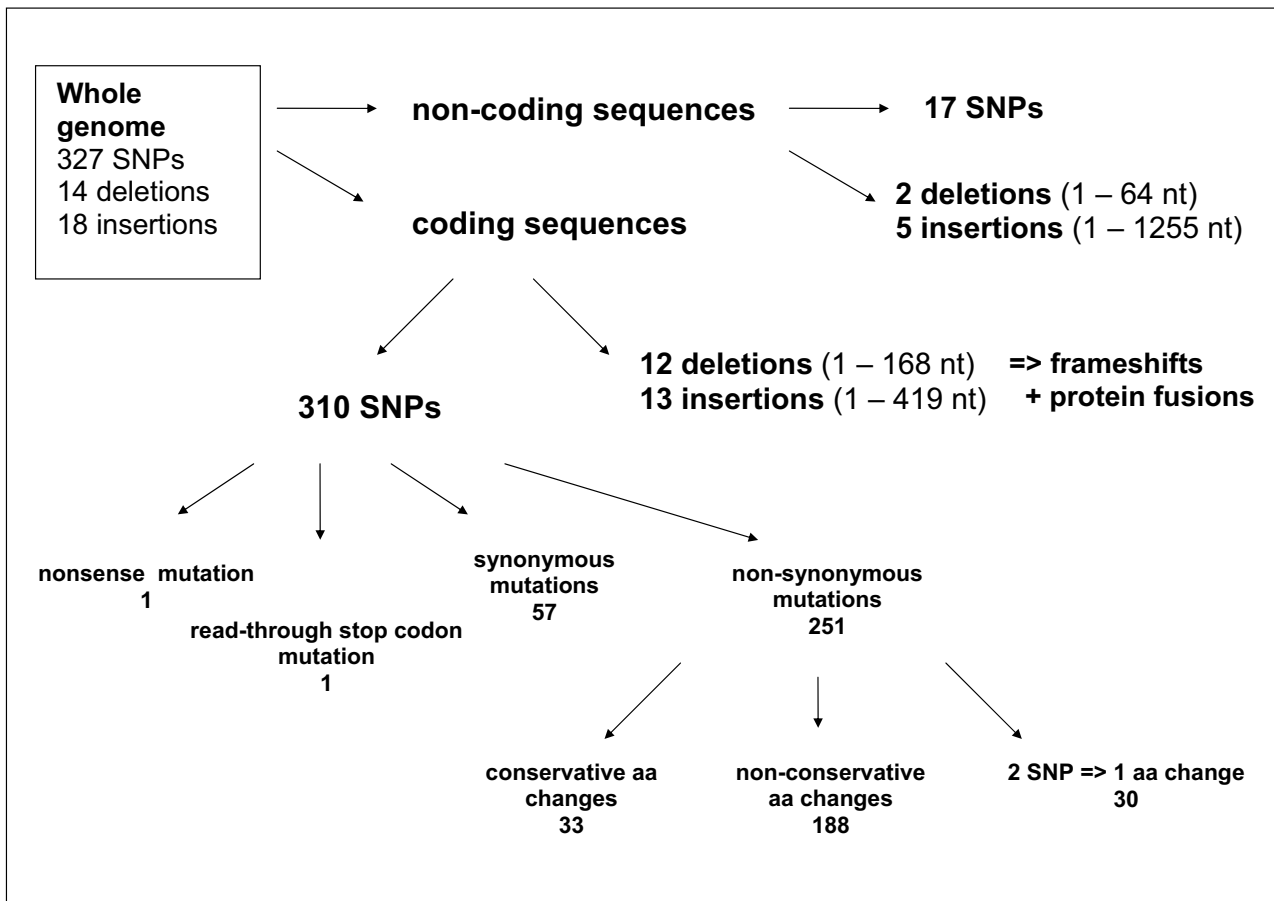 Whole
genome
327 SNPs
14 deletions
18 insertions
non-coding sequences
17 SNPs
2 deletions (1 – 64 nt)
5 insertions (1 – 1255 nt)
coding sequences
12 deletions (1 – 168 nt) => frameshifts
13 insertions (1 – 419 nt) + protein fusions
310 SNPs
nonsense mutation
1
read-through stop codon
mutation
1
synonymous
mutations
57
non-synonymous
mutations
251
conservative aa
changes
33
non-conservative
aa changes
188
2 SNP => 1 aa change
30